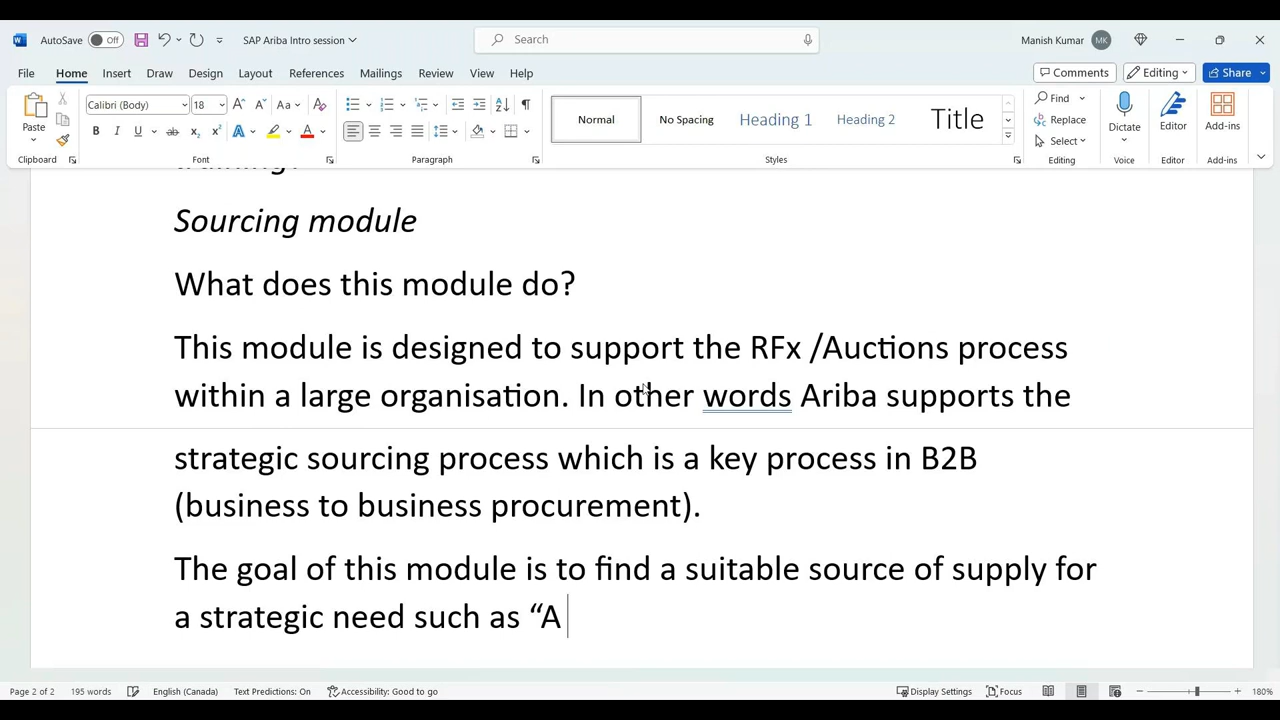 AutoSave Off SAP Ariba Intro session Search Manish Kumar MK
File Home Insert Draw Design Layout References Mailings Review View Help Comments Editing Share
Calibri (Body) 18 Aa
Paste B I U ab x₂ x² A A
Normal No Spacing Heading 1 Heading 2 Title
Find
Replace
Select
Dictate Editor Add-ins
Clipboard Font Paragraph Styles Editing Voice Editor Add-ins
Sourcing module
What does this module do?
This module is designed to support the RFx /Auctions process
within a large organisation. In other words Ariba supports the
strategic sourcing process which is a key process in B2B
(business to business procurement).
The goal of this module is to find a suitable source of supply for
a strategic need such as “A
Page 2 of 2 195 words English (Canada) Text Predictions: On Accessibility: Good to go Display Settings Focus 180%